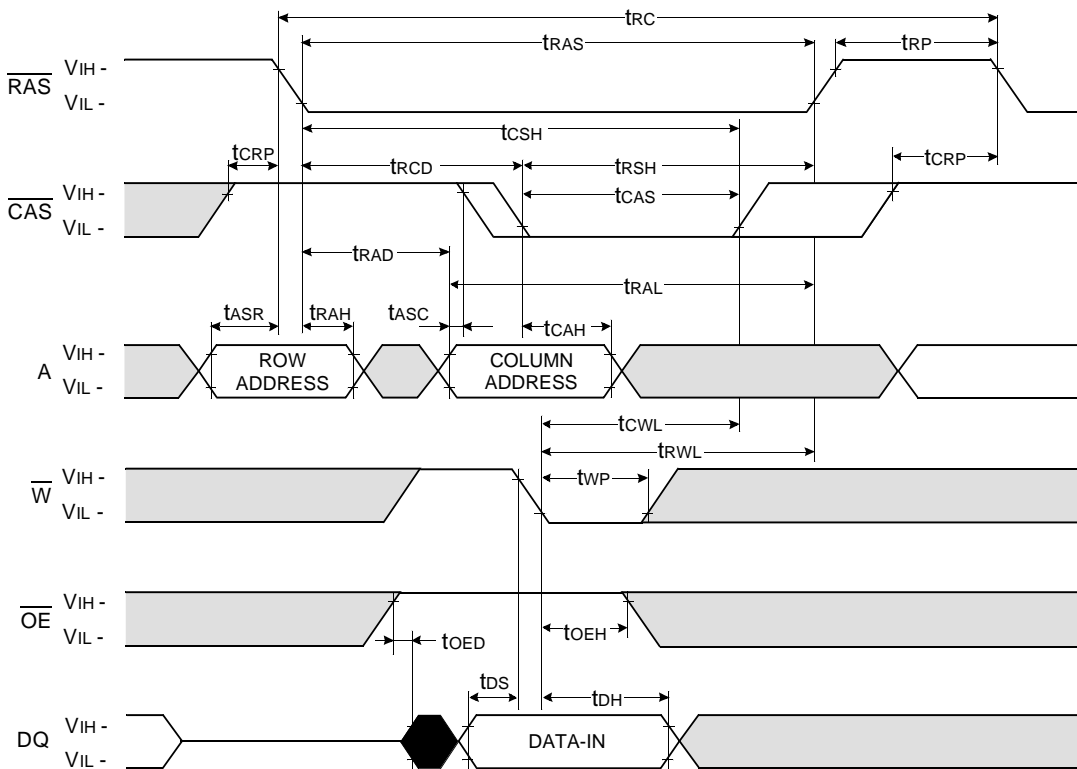 tRC
tRAS
tRP
RAS
VIH -
VIL -
tCSH
tCRP
tRCD
tRSH
tCRP
CAS
VIH -
VIL -
tCAS
tRAD
tRAL
tASR
tRAH
tASC
tCAH
A
VIH -
VIL -
ROW
ADDRESS
COLUMN
ADDRESS
tCWL
tRWL
W
VIH -
VIL -
tWP
OE
VIH -
VIL -
tOED
tOEH
tDS
tDH
DQ
VIH -
VIL -
DATA-IN